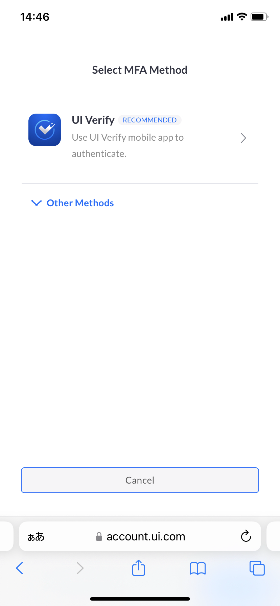 14:46
Select MFA Method
UI Verify RECOMMENDED
Use UI Verify mobile app to
authenticate.
Other Methods
Cancel
ぁあ account.ui.com